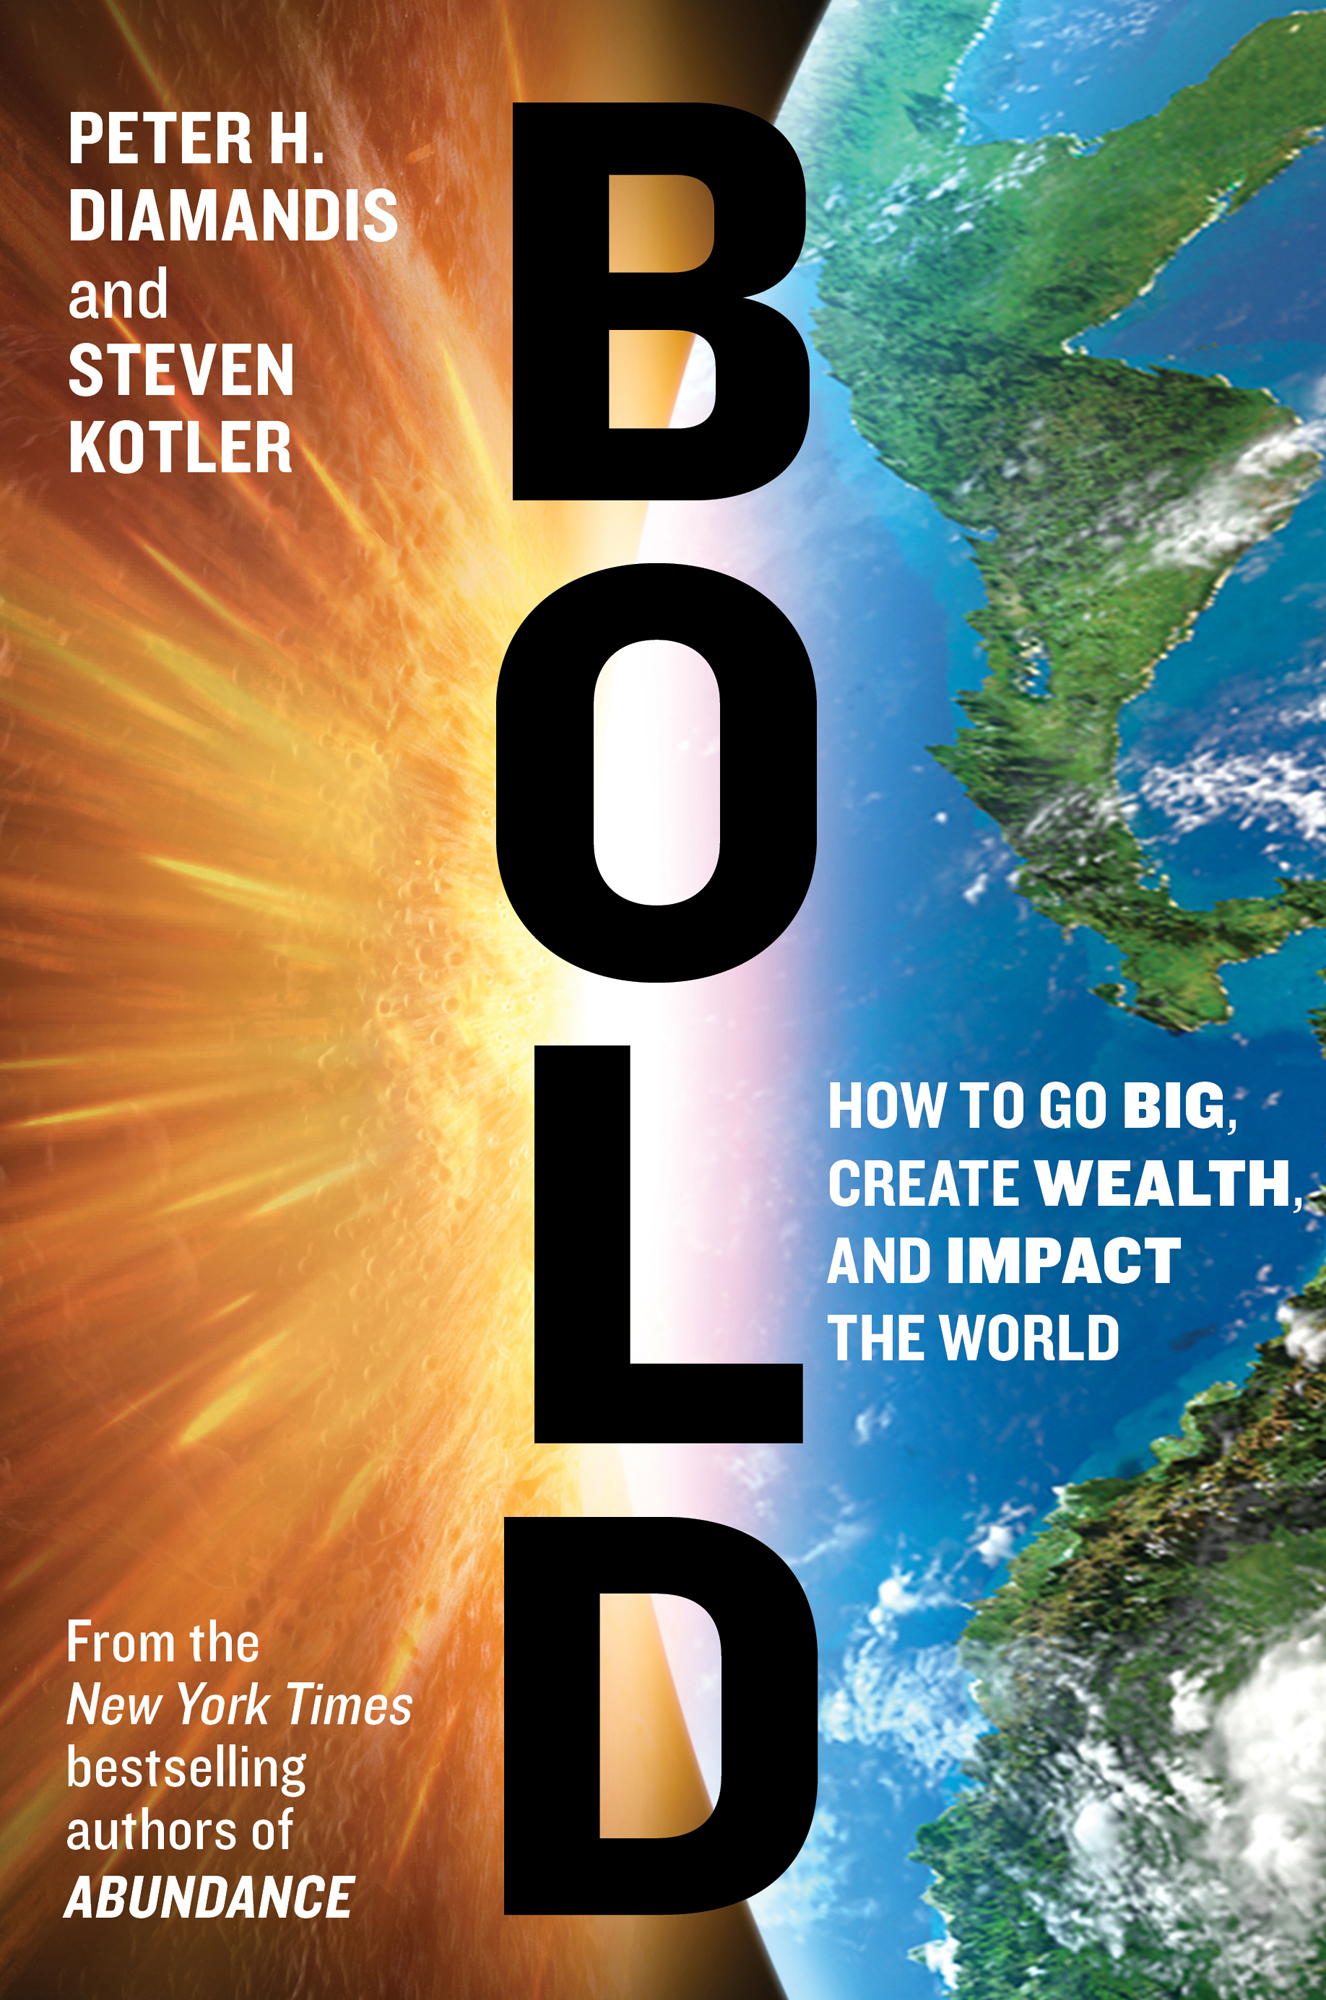 PETER H.
DIAMANDIS
and
STEVEN
KOTLER
BOLD
HOW TO GO BIG,
CREATE WEALTH,
AND IMPACT
THE WORLD
From the
New York Times
bestselling
authors of
ABUNDANCE